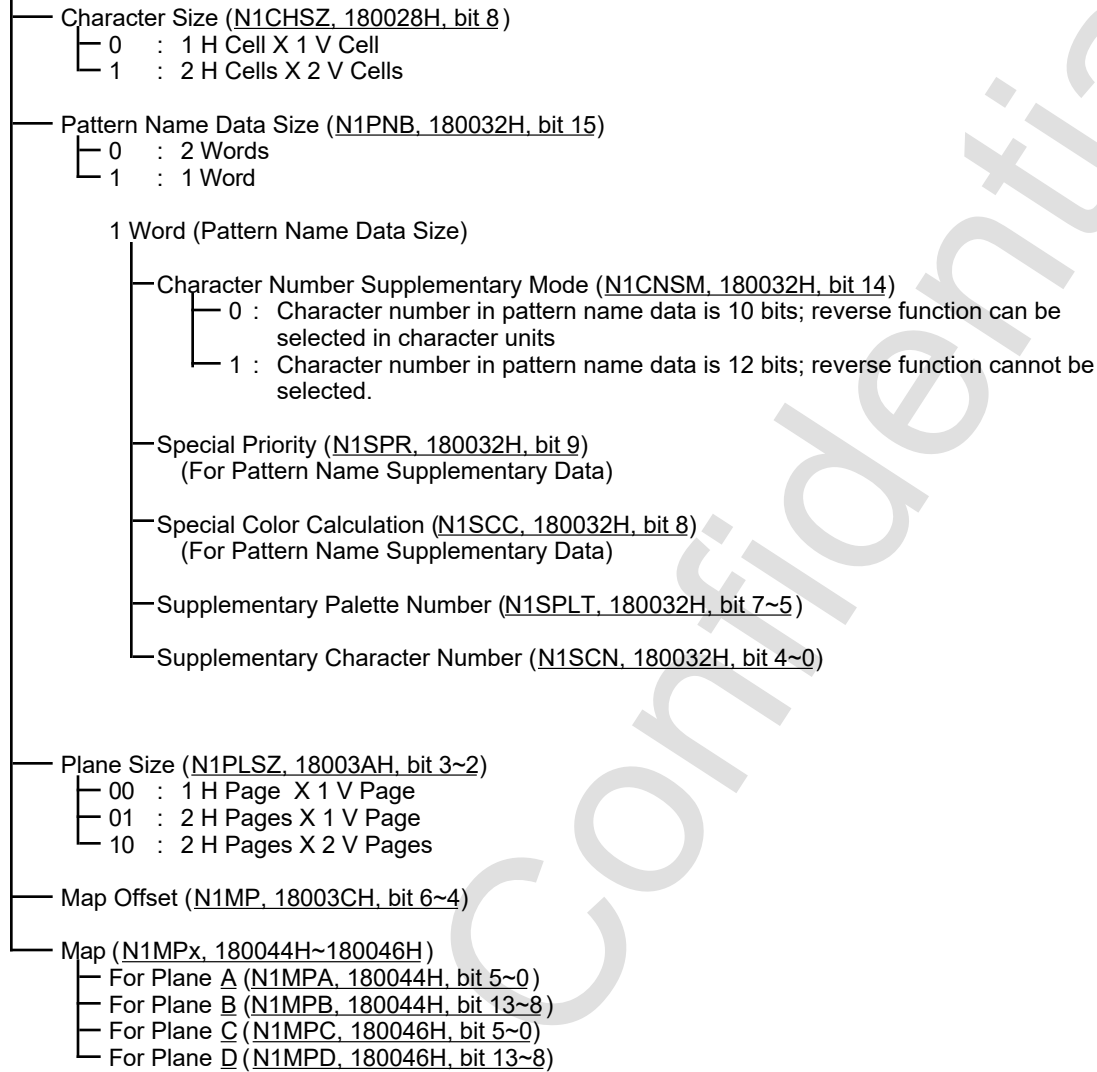 Character Size (N1CHSZ, 180028H, bit 8)
0 : 1 H Cell X 1 V Cell
1 : 2 H Cells X 2 V Cells
Pattern Name Data Size (N1PNB, 180032H, bit 15)
0 : 2 Words
1 : 1 Word
1 Word (Pattern Name Data Size)
Character Number Supplementary Mode (N1CNSM, 180032H, bit 14)
0 : Character number in pattern name data is 10 bits; reverse function can be
selected in character units
1 : Character number in pattern name data is 12 bits; reverse function cannot be
selected.
Special Priority (N1SPR, 180032H, bit 9)
(For Pattern Name Supplementary Data)
Special Color Calculation (N1SCC, 180032H, bit 8)
(For Pattern Name Supplementary Data)
Supplementary Palette Number (N1SPLT, 180032H, bit 7~5)
Supplementary Character Number (N1SCN, 180032H, bit 4~0)
Plane Size (N1PLSZ, 18003AH, bit 3~2)
00 : 1 H Page X 1 V Page
01 : 2 H Pages X 1 V Page
10 : 2 H Pages X 2 V Pages
Map Offset (N1MP, 18003CH, bit 6~4)
Map (N1MPx, 180044H~180046H)
For Plane A (N1MPA, 180044H, bit 5~0)
For Plane B (N1MPB, 180044H, bit 13~8)
For Plane C (N1MPC, 180046H, bit 5~0)
For Plane D (N1MPD, 180046H, bit 13~8)
Confidentia